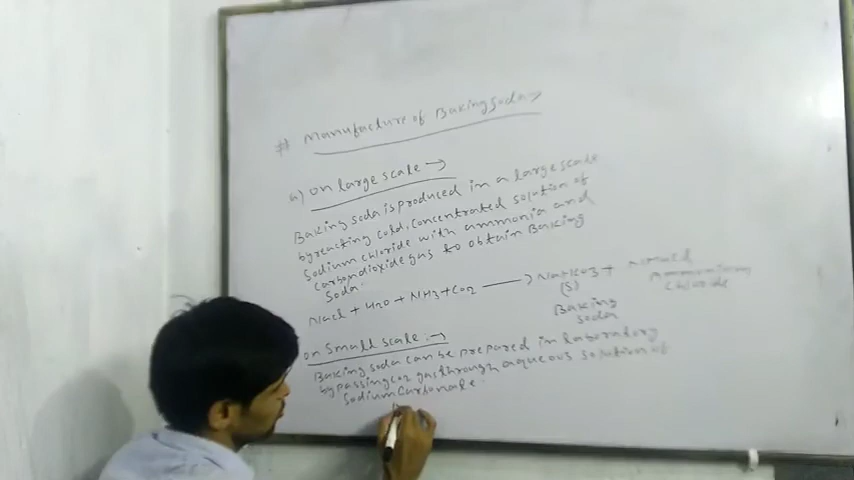 # Manufacture of Baking soda →
a) on large scale →
Baking soda is produced in a large scale
by reacting cold, concentrated solution of
Sodium chloride with ammonia and
Carbondioxide gas to obtain Baking
Soda.
Nacl + H2O + NH3 + CO2 → NaHCO3 + NH4Cl
(s) Ammonium
Baking chloride
soda
on Small scale. →
Baking soda can be prepared in laboratory
by passing CO2 gas through aqueous solution of
Sodium Carbonate.